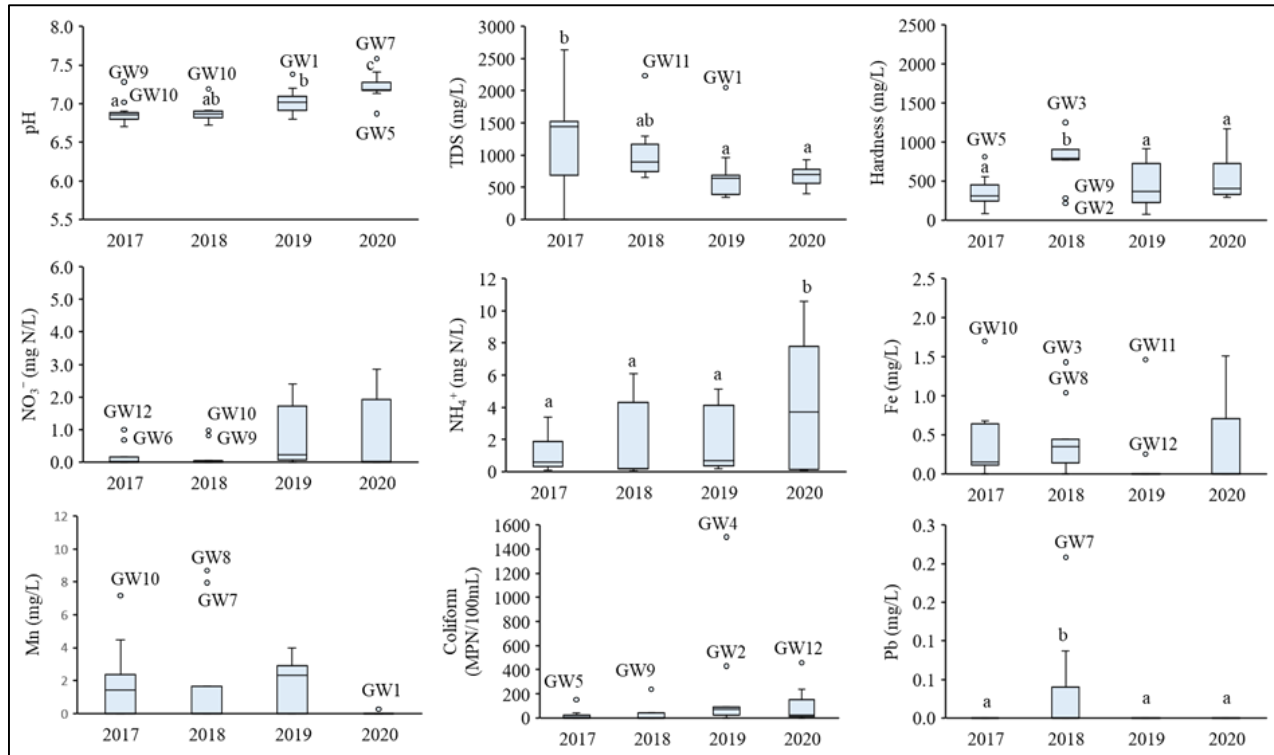 pH
8.0
7.5
7.0
6.5
6.0
5.5
GW9
a
GW10
GW10
ab
GW1
b
GW7
c
GW5
2017
2018
2019
2020
TDS (mg/L)
3000
2500
2000
1500
1000
500
0
b
GW11
ab
GW1
a
a
2017
2018
2019
2020
Hardness (mg/L)
2500
2000
1500
1000
500
0
GW5
a
GW3
b
GW9
GW2
a
a
2017
2018
2019
2020
NO₃⁻ (mg N/L)
6.0
5.0
4.0
3.0
2.0
1.0
0.0
GW12
GW6
GW10
GW9
2017
2018
2019
2020
NH₄⁺ (mg N/L)
12
10
8
6
4
2
0
a
a
a
b
2017
2018
2019
2020
Fe (mg/L)
2.5
2.0
1.5
1.0
0.5
0.0
GW10
GW3
GW8
GW11
GW12
2017
2018
2019
2020
Mn (mg/L)
12
10
8
6
4
2
0
GW10
GW8
GW7
GW1
2017
2018
2019
2020
Coliform
(MPN/100mL)
1600
1400
1200
1000
800
600
400
200
0
GW5
GW9
GW4
GW2
GW12
2017
2018
2019
2020
Pb (mg/L)
0.3
0.2
0.2
0.1
0.1
0.0
a
GW7
b
a
a
2017
2018
2019
2020